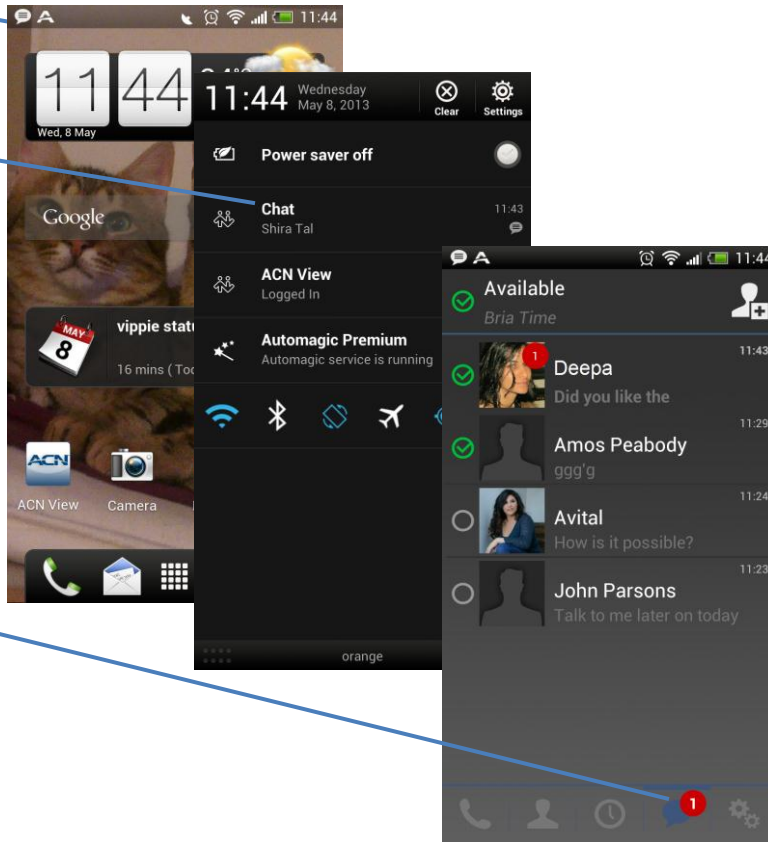 A
11:44
11 44
Wed, 8 May
Google
MAY
8
vippie stat
16 mins ( Too
ACN
ACN View
Camera
11:44
Wednesday
May 8, 2013
Clear
Settings
Power saver off
Chat
11:43
Shira Tal
ACN View
Logged In
Automagic Premium
Automagic service is running
orange
A
11:44
Available
Bria Time
1
11:43
Deepa
Did you like the
11:29
Amos Peabody
ggg'g
11:24
Avital
How is it possible?
11:23
John Parsons
Talk to me later on today
1